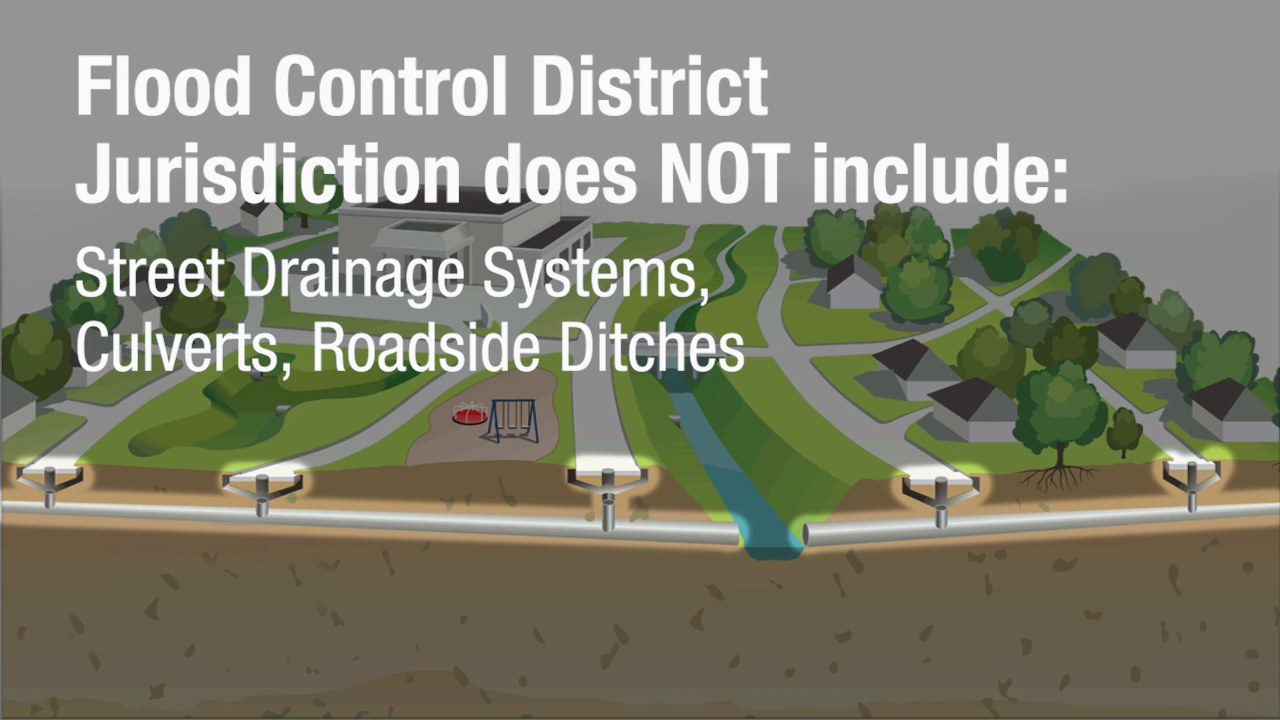 Flood Control District
Jurisdiction does NOT include:
Street Drainage Systems,
Culverts, Roadside Ditches